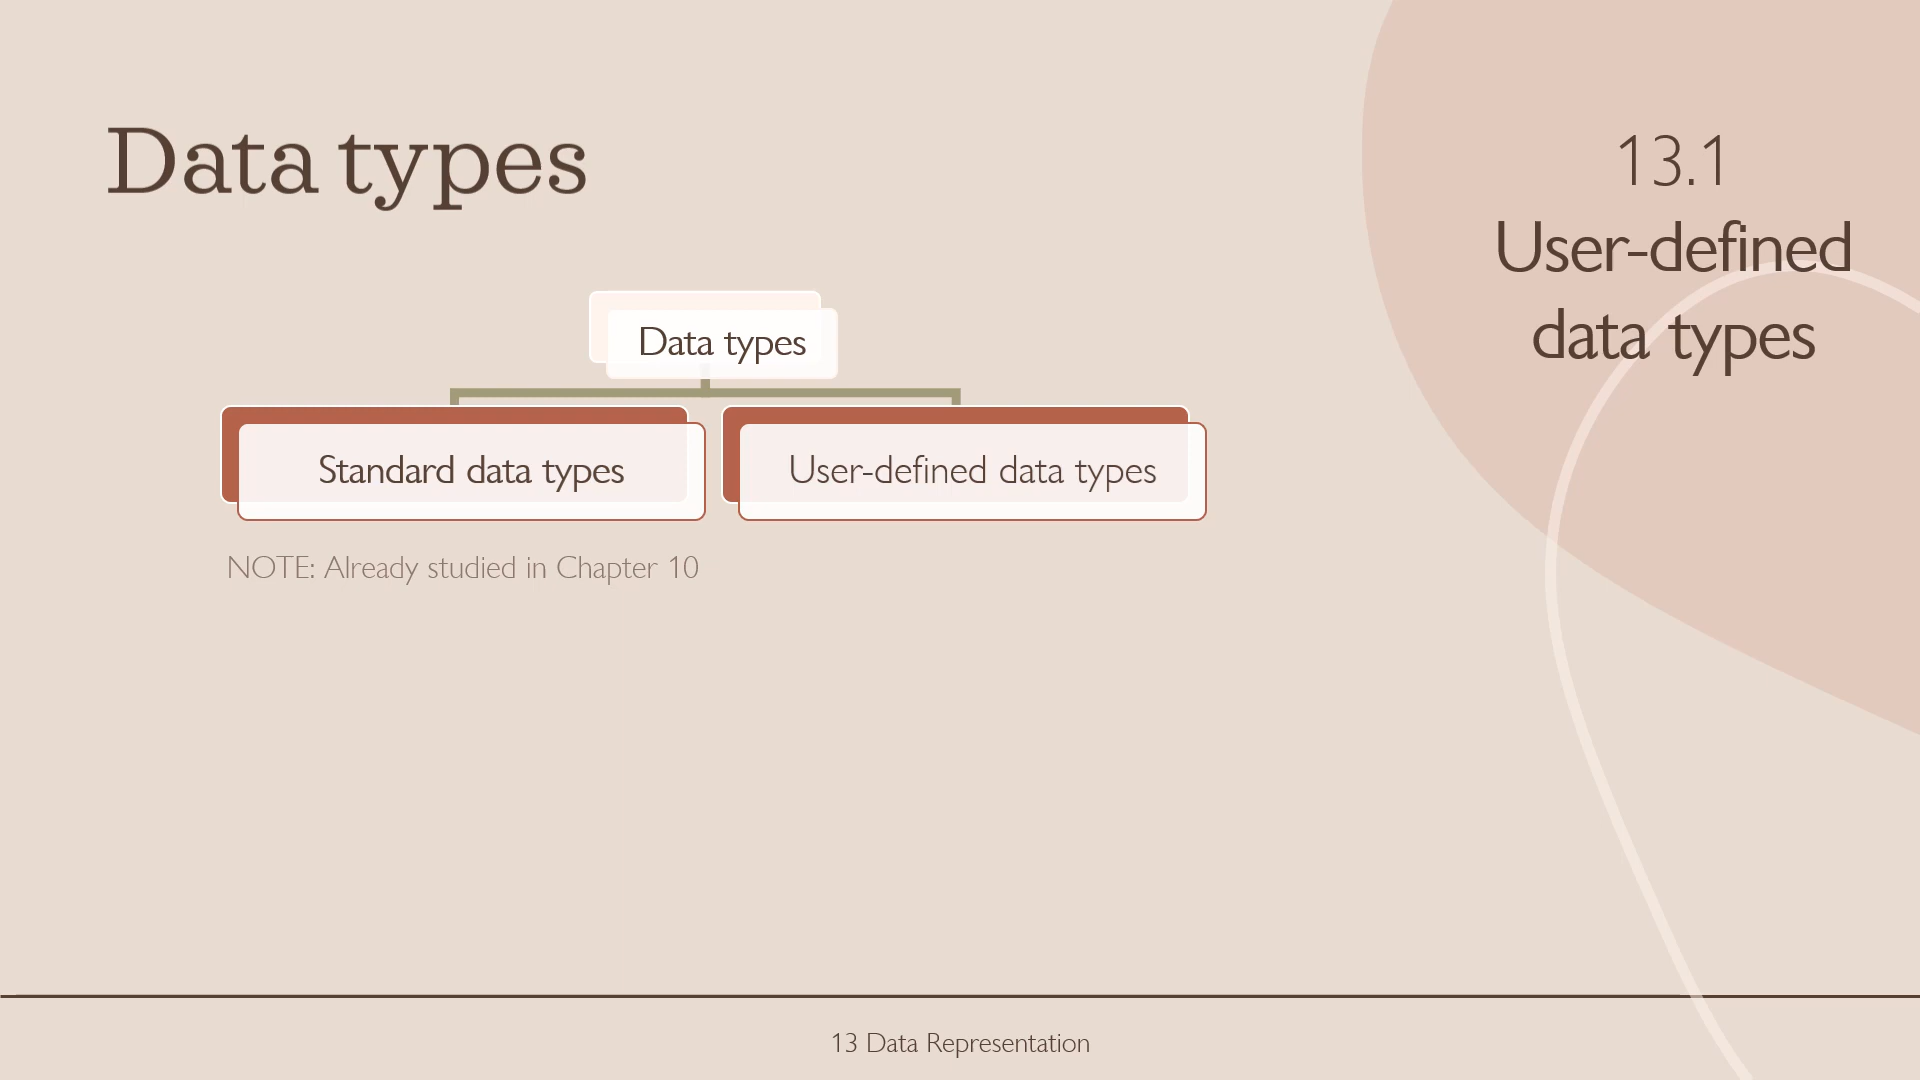 Data types
13.1
User-defined
data types
Data types
Standard data types
User-defined data types
NOTE: Already studied in Chapter 10
13 Data Representation